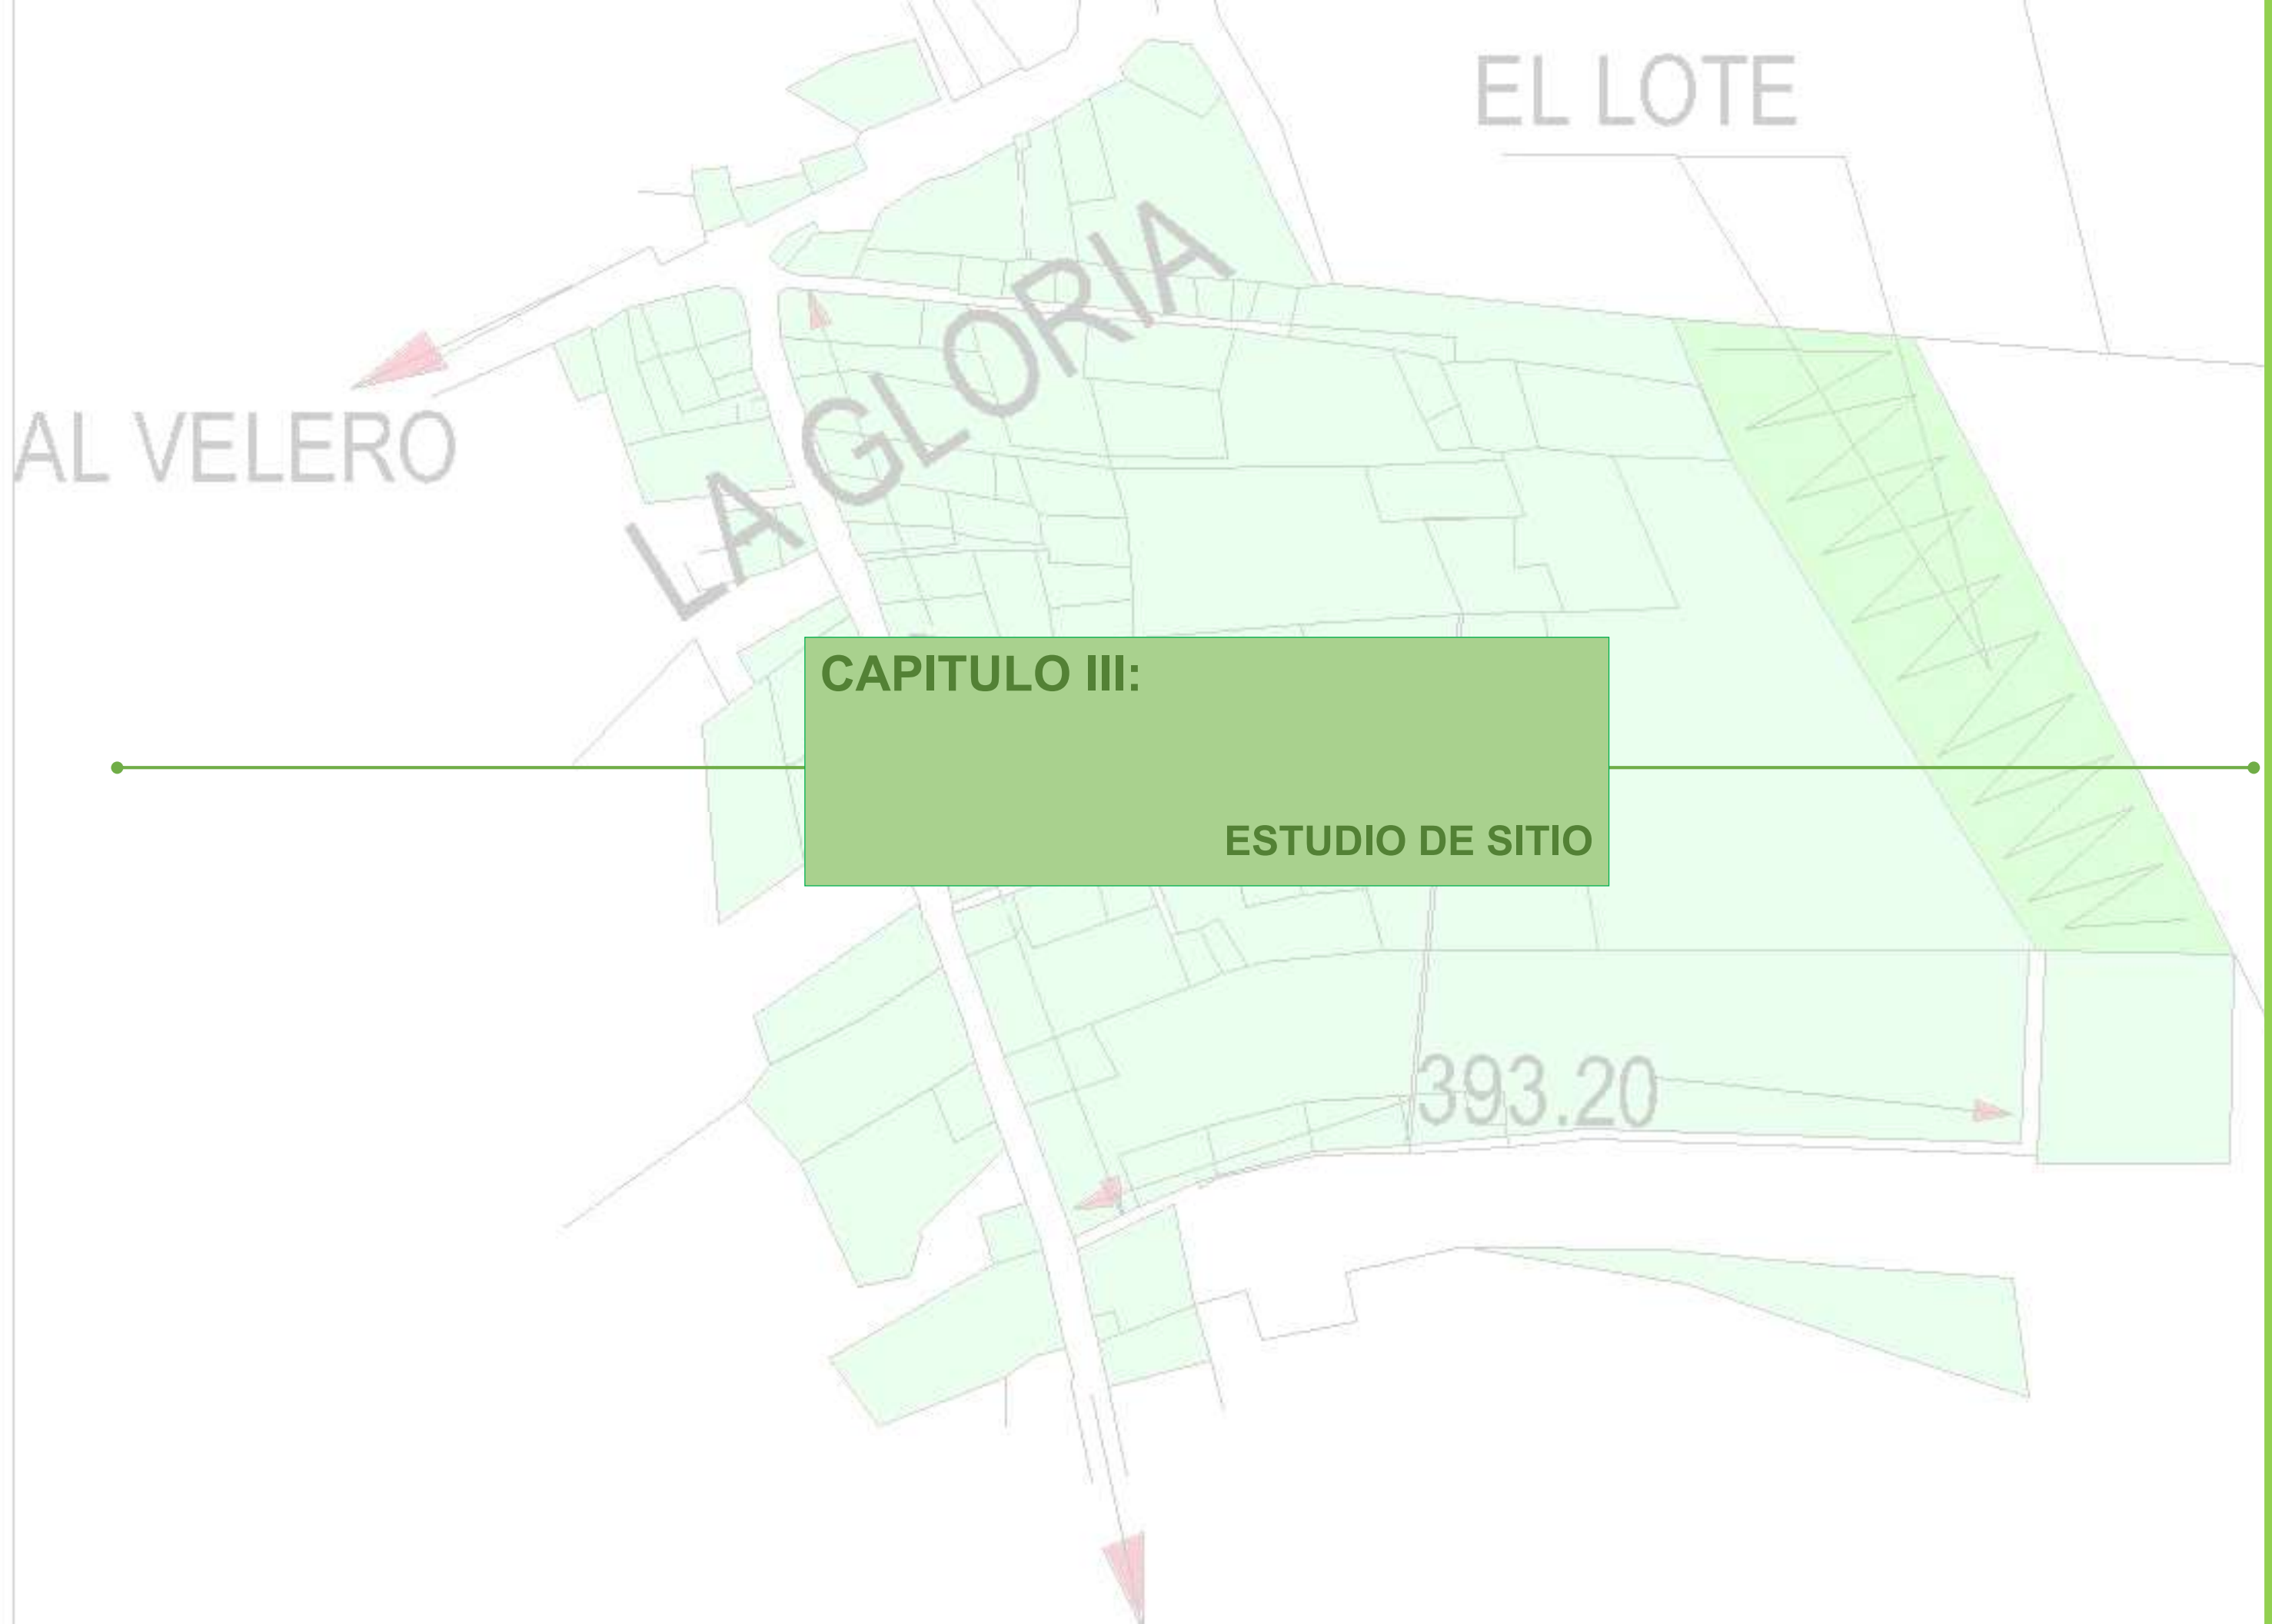 EL LOTE
LA GLORIA
AL VELERO
CAPITULO III:
ESTUDIO DE SITIO
393.20